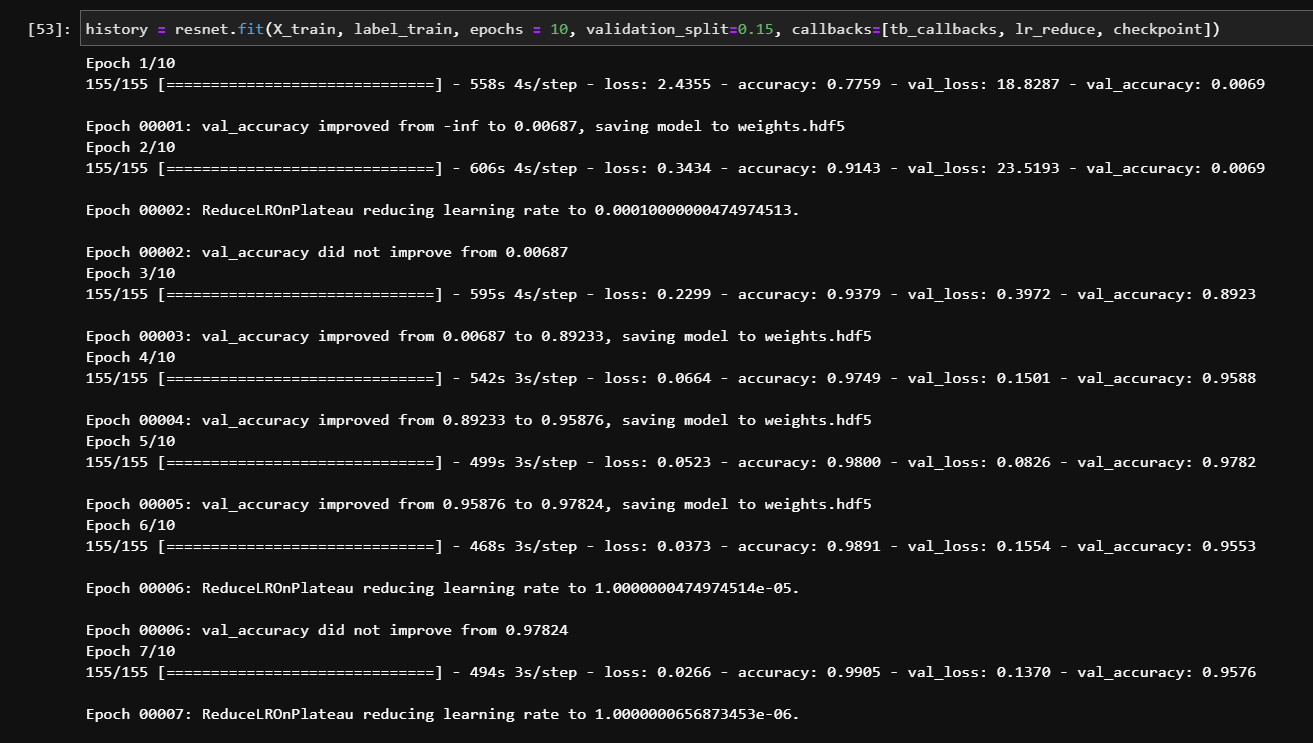 [53]: history = resnet.fit(X_train, label_train, epochs = 10, validation_split=0.15, callbacks=[tb_callbacks, lr_reduce, checkpoint])
Epoch 1/10
155/155 [==============================] - 558s 4s/step - loss: 2.4355 - accuracy: 0.7759 - val_loss: 18.8287 - val_accuracy: 0.0069
Epoch 00001: val_accuracy improved from -inf to 0.00687, saving model to weights.hdf5
Epoch 2/10
155/155 [==============================] - 606s 4s/step - loss: 0.3434 - accuracy: 0.9143 - val_loss: 23.5193 - val_accuracy: 0.0069
Epoch 00002: ReduceLROnPlateau reducing learning rate to 0.00010000000474974513.
Epoch 00002: val_accuracy did not improve from 0.00687
Epoch 3/10
155/155 [==============================] - 595s 4s/step - loss: 0.2299 - accuracy: 0.9379 - val_loss: 0.3972 - val_accuracy: 0.8923
Epoch 00003: val_accuracy improved from 0.00687 to 0.89233, saving model to weights.hdf5
Epoch 4/10
155/155 [==============================] - 542s 3s/step - loss: 0.0664 - accuracy: 0.9749 - val_loss: 0.1501 - val_accuracy: 0.9588
Epoch 00004: val_accuracy improved from 0.89233 to 0.95876, saving model to weights.hdf5
Epoch 5/10
155/155 [==============================] - 499s 3s/step - loss: 0.0523 - accuracy: 0.9800 - val_loss: 0.0826 - val_accuracy: 0.9782
Epoch 00005: val_accuracy improved from 0.95876 to 0.97824, saving model to weights.hdf5
Epoch 6/10
155/155 [==============================] - 468s 3s/step - loss: 0.0373 - accuracy: 0.9891 - val_loss: 0.1554 - val_accuracy: 0.9553
Epoch 00006: ReduceLROnPlateau reducing learning rate to 1.0000000474974514e-05.
Epoch 00006: val_accuracy did not improve from 0.97824
Epoch 7/10
155/155 [==============================] - 494s 3s/step - loss: 0.0266 - accuracy: 0.9905 - val_loss: 0.1370 - val_accuracy: 0.9576
Epoch 00007: ReduceLROnPlateau reducing learning rate to 1.0000000656873453e-06.